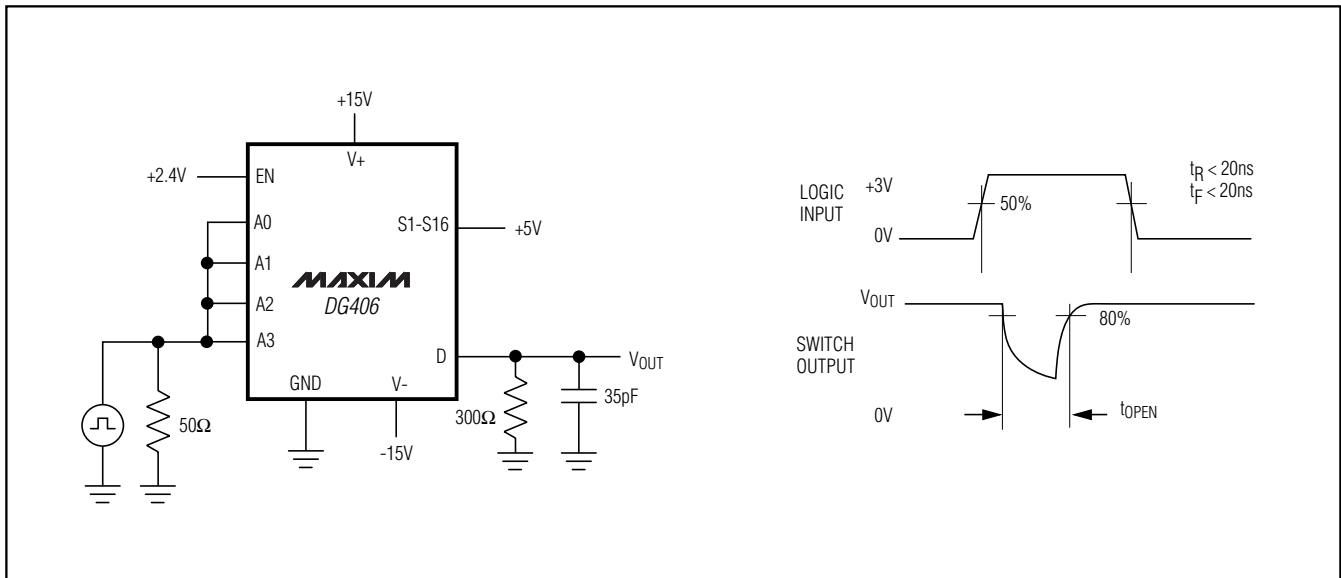 +15V
V+
+2.4V
EN
A0
S1-S16
+5V
A1
MAXIM
A2
DG406
A3
D
VOUT
GND
V-
50Ω
300Ω
35pF
-15V
LOGIC
INPUT
+3V
50%
0V
tR < 20ns
tF < 20ns
VOUT
80%
SWITCH
OUTPUT
0V
tOPEN